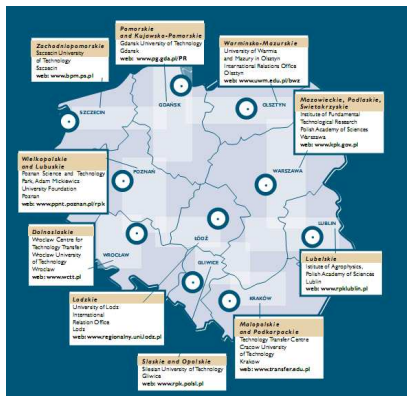 Pomorskie
and Kujawsko-Pomorskie
Gdansk University of Technology
Gdansk
web: www.pg.gda.pl/PR
Zachodniopomorskie
Szczecin University
of Technology
Szczecin
web: www.bpm.ps.pl
Warminsko-Mazurskie
University of Warmia
and Mazury in Olsztyn
International Relations Office
Olsztyn
web: www.uwm.edu.pl/bwz
Mazowieckie, Podlaskie,
Swietokrzyskie
Institute of Fundamental
Technological Research
Polish Academy of Sciences
Warszawa
web: www.kpk.gov.pl
SZCZECIN
GDAŃSK
OLSZTYN
Wielkopolskie
and Lubuskie
Poznan Science and Technology
Park, Adam Mickiewicz
University Foundation
Poznan
web: www.ppnt.poznan.pl/rpk
POZNAŃ
WARSZAWA
Dolnoslaskie
Wroclaw Centre for
Technology Transfer
Wroclaw University
of Technology
Wroclaw
web: www.wctt.pl
ŁÓDŹ
LUBLIN
WROCŁAW
GLIWICE
Lubelskie
Istitute of Agrophysics,
Polish Academy of Sciences
Lublin
web: www.rpklublin.pl
Lodzkie
University of Lodz
International
Relation Office
Lodz
web: www.regionalny.uni.lodz.pl
KRAKÓW
Malopolskie
and Podkarpackie
Technology Transfer Centre
Cracow University
of Technology
Krakow
web: www.transfer.edu.pl
Slaskie and Opolskie
Silesian University of Technology
Gliwice
web: www.rpk.polsl.pl